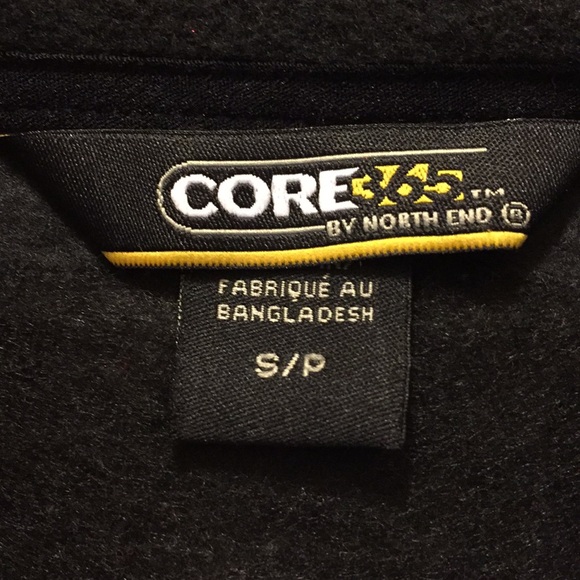 CORE365™
BY NORTH END®
FABRIQUÉ AU
BANGLADESH
S/P